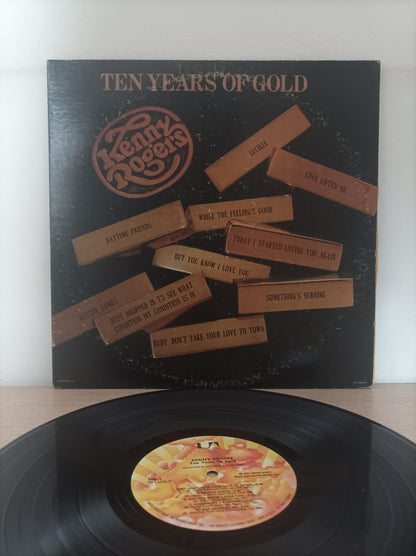 TEN YEARS OF GOLD
Kenny
Rogers
LUCILLE
LOVE LIFTED ME
WHILE THE FEELING'S GOOD
DAYTIME FRIENDS
TODAY I STARTED LOVING YOU AGAIN
BUT YOU KNOW I LOVE YOU
REUBEN JAMES
SOMETHING'S BURNING
JUST DROPPED IN TO SEE WHAT
CONDITION MY CONDITION IS IN
RUBY DON'T TAKE YOUR LOVE TO TOWN
UA
KENNY ROGERS
Ten Years of Gold